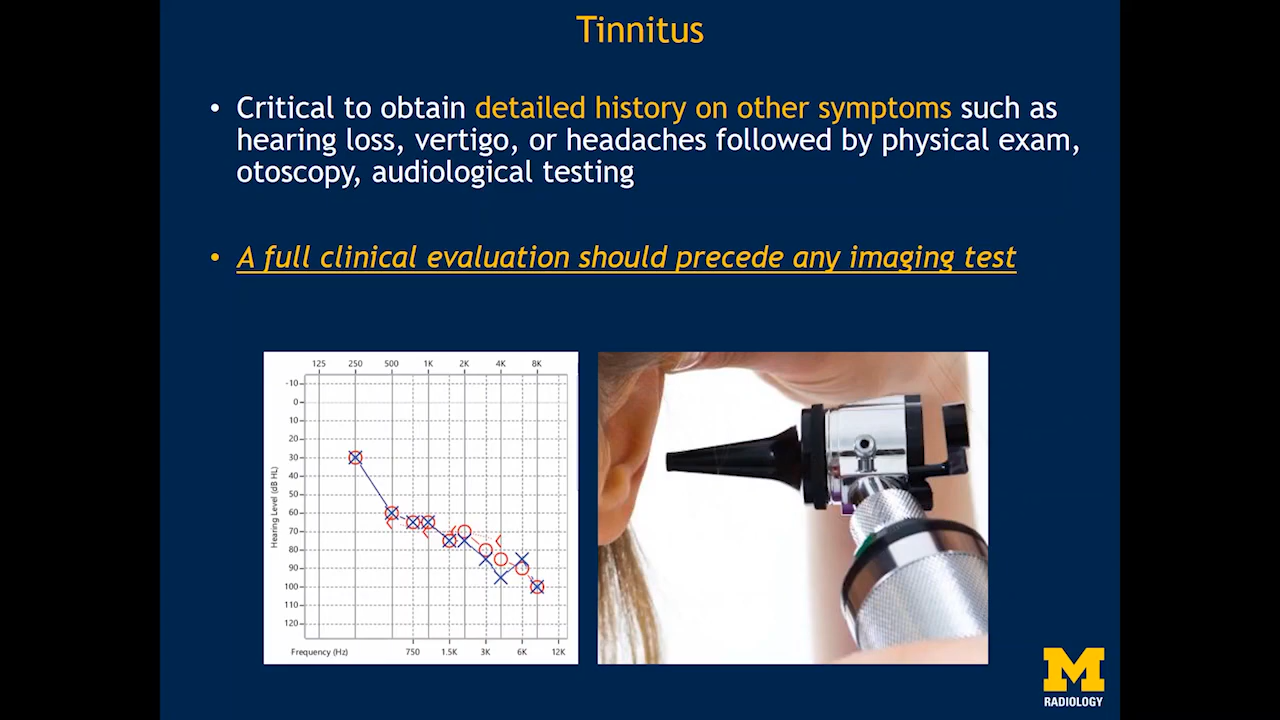 Tinnitus
• Critical to obtain detailed history on other symptoms such as
hearing loss, vertigo, or headaches followed by physical exam,
otoscopy, audiological testing
• A full clinical evaluation should precede any imaging test
125 250 500 1K 2K 4K 8K
-10
0
10
20
30
40
50
60
70
80
90
100
110
120
Hearing Level (dB HL)
Frequency (Hz) 750 1.5K 3K 6K 12K
M
RADIOLOGY